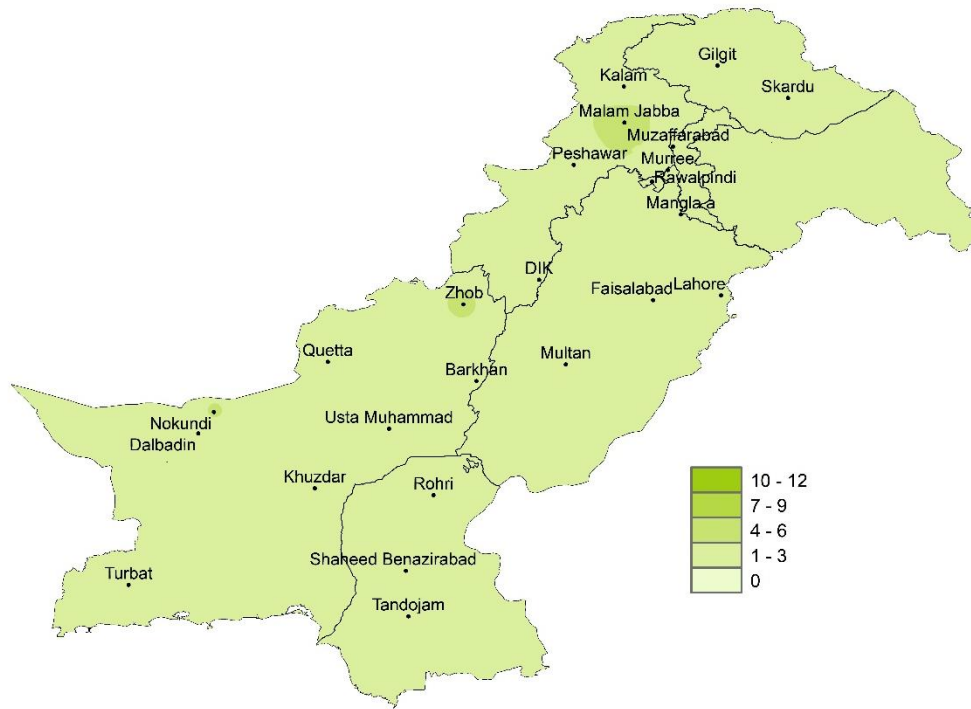 Gilgit
Kalam
Skardu
Malam Jabba
Muzaffarabad
Peshawar
Murree
Rawalpindi
Mangla a
DIK
Zhob
Faisalabad
Lahore
Quetta
Multan
Barkhan
Nokundi
Usta Muhammad
Dalbadin
Khuzdar
Rohri
Shaheed Benazirabad
Turbat
Tandojam
10 - 12
7 - 9
4 - 6
1 - 3
0